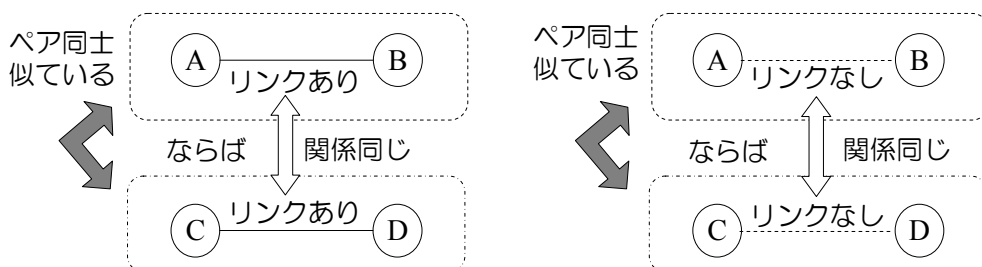 ペア同士
似ている
A
B
リンクあり
ならば
関係同じ
リンクあり
C
D
ペア同士
似ている
A
B
リンクなし
ならば
関係同じ
リンクなし
C
D